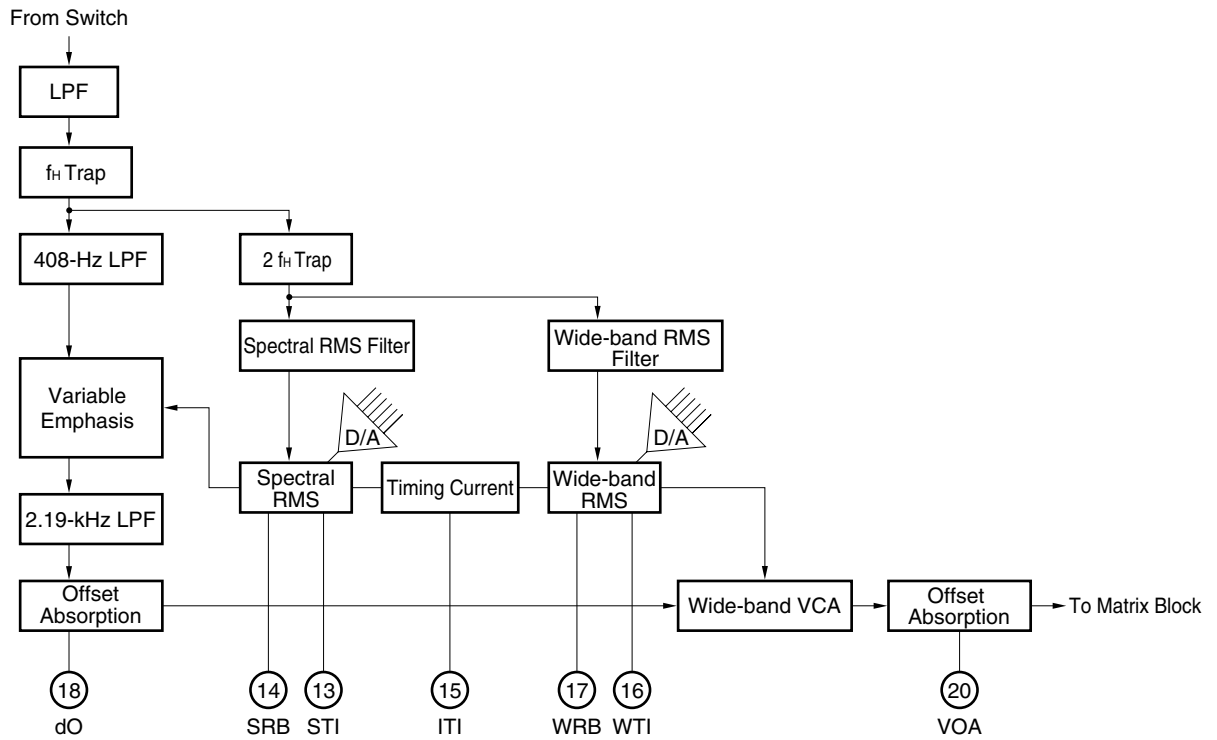 From Switch
LPF
fH Trap
408-Hz LPF
2 fH Trap
Spectral RMS Filter
Wide-band RMS
Filter
Variable
Emphasis
D/A
D/A
Spectral
RMS
Timing Current
Wide-band
RMS
2.19-kHz LPF
Offset
Absorption
Wide-band VCA
Offset
Absorption
To Matrix Block
18
14
13
15
17
16
20
dO
SRB
STI
ITI
WRB
WTI
VOA